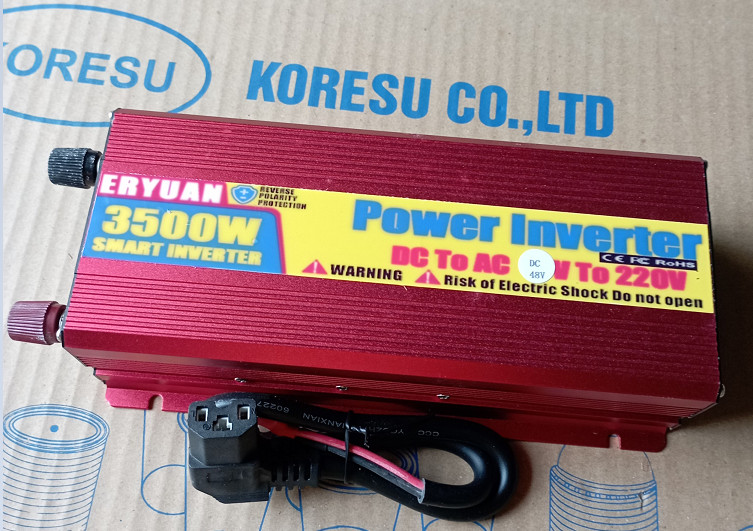 KORESU
KORESU CO.,LTD
ERYUAN
REVERSE
POLARITY
PROTECTION
3500W
SMART INVERTER
Power Inverter
DC To AC V To 220V
DC
48V
CE FC RoHS
WARNING Risk of Electric Shock Do not open